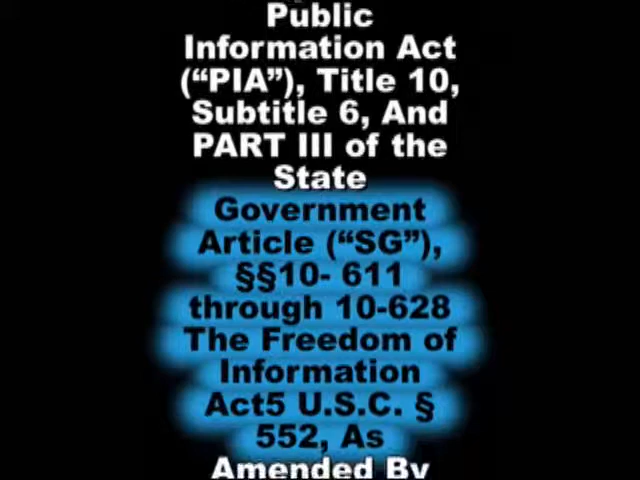 Public
Information Act
(“PIA”), Title 10,
Subtitle 6, And
PART III of the
State
Government
Article (“SG”),
§§10- 611
through 10-628
The Freedom of
Information
Act5 U.S.C. §
552, As
Amended By